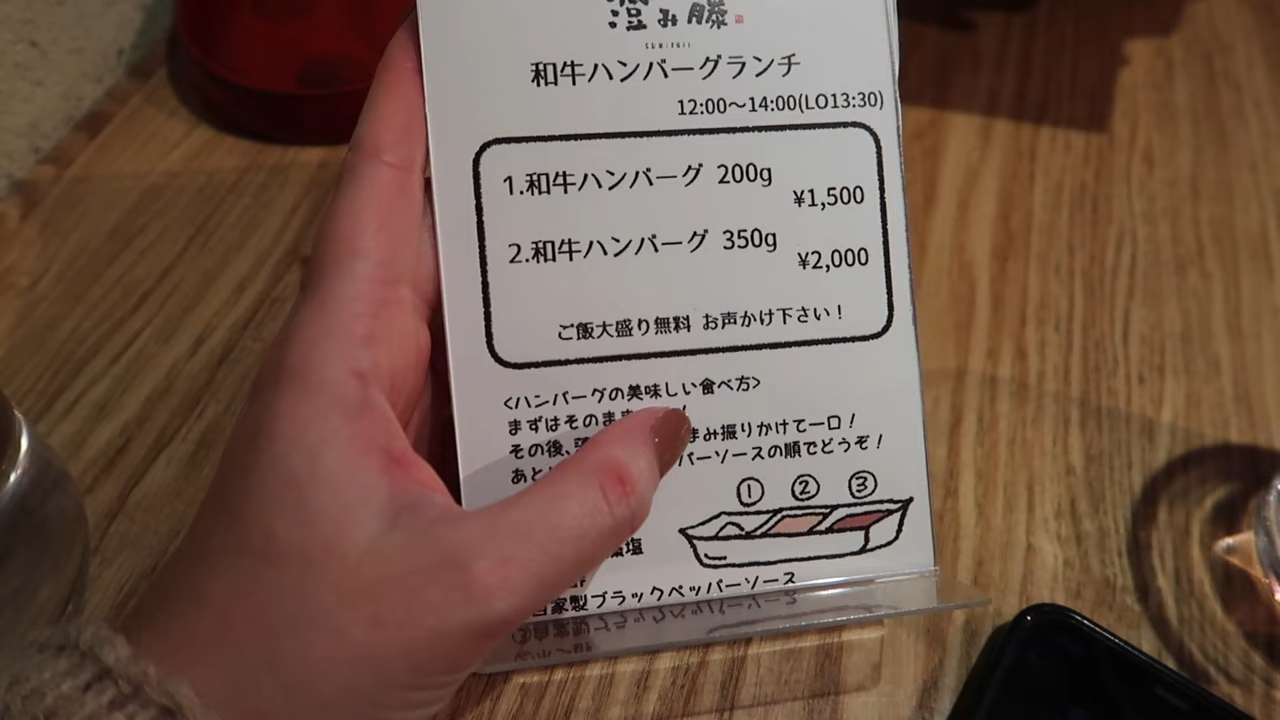 澄み藤
SUMIFUJI
和牛ハンバーグランチ
12:00～14:00(LO13:30)
1.和牛ハンバーグ 200g
¥1,500
2.和牛ハンバーグ 350g
¥2,000
ご飯大盛り無料 お声かけ下さい！
<ハンバーグの美味しい食べ方>
まずはそのまま
その後、 まみ振りかけて一口！
あと パーソースの順でどうぞ！
① ② ③
塩
自家製ブラックペッパーソース